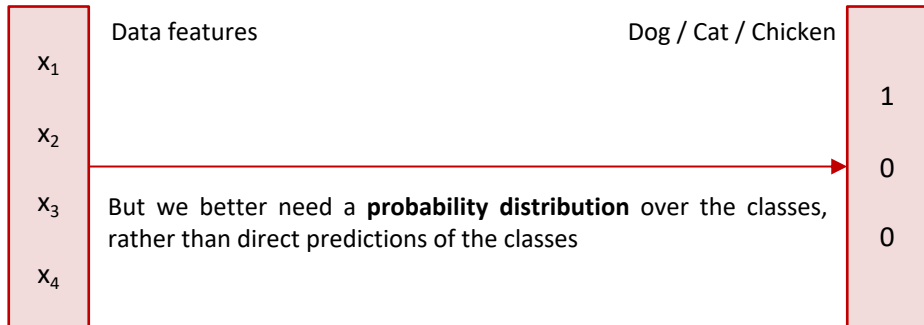 Data features
Dog / Cat / Chicken
x₁
1
x₂
0
x₃
But we better need a probability distribution over the classes,
rather than direct predictions of the classes
0
x₄